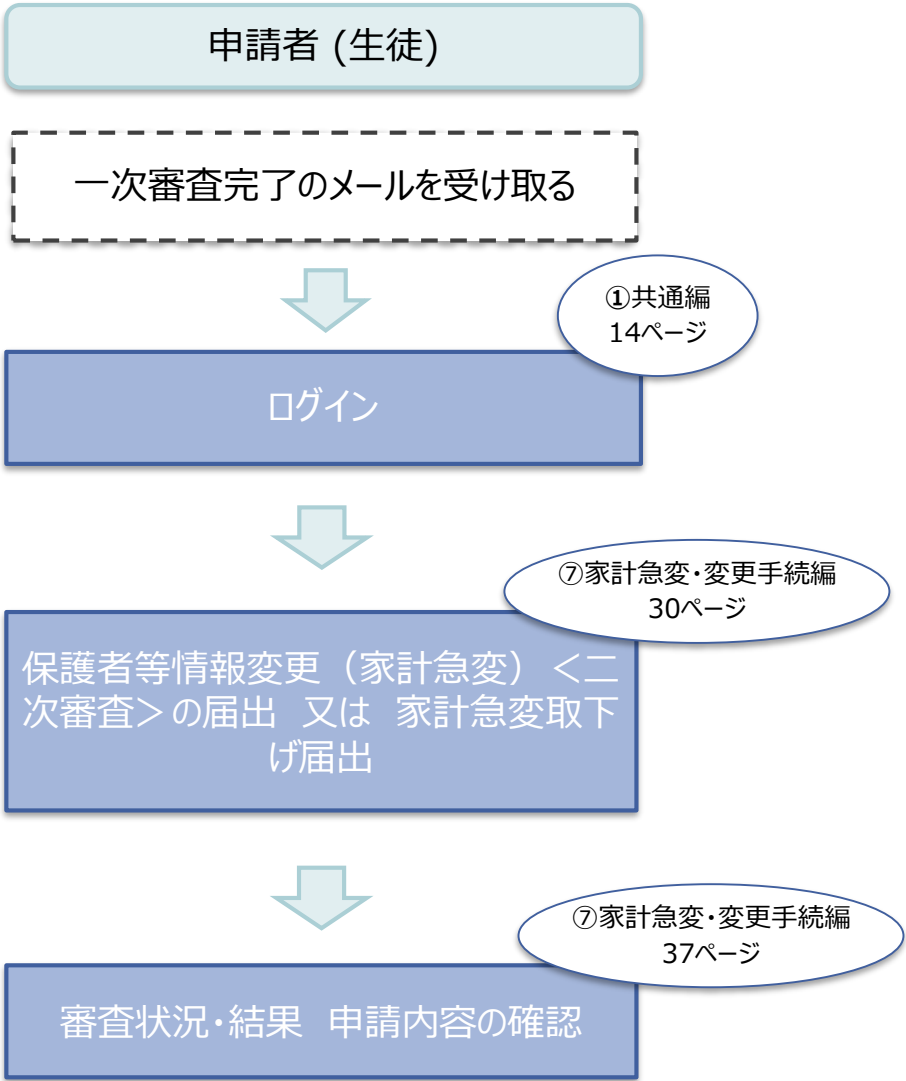 申請者 (生徒)
一次審査完了のメールを受け取る
①共通編
14ページ
ログイン
⑦家計急変・変更手続編
30ページ
保護者等情報変更（家計急変）＜二
次審査＞の届出　又は　家計急変取下
げ届出
⑦家計急変・変更手続編
37ページ
審査状況・結果　申請内容の確認